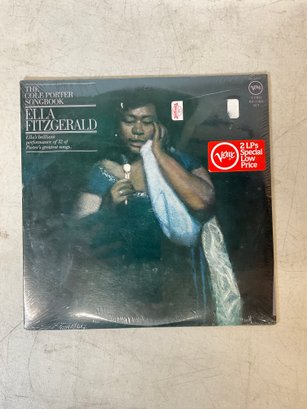 THE
COLE PORTER
SONGBOOK
ELLA
FITZGERALD
Ella's brilliant
performance of 32 of
Porter's greatest songs.
Verve
Verve
2 LPs
Special
Low
Price